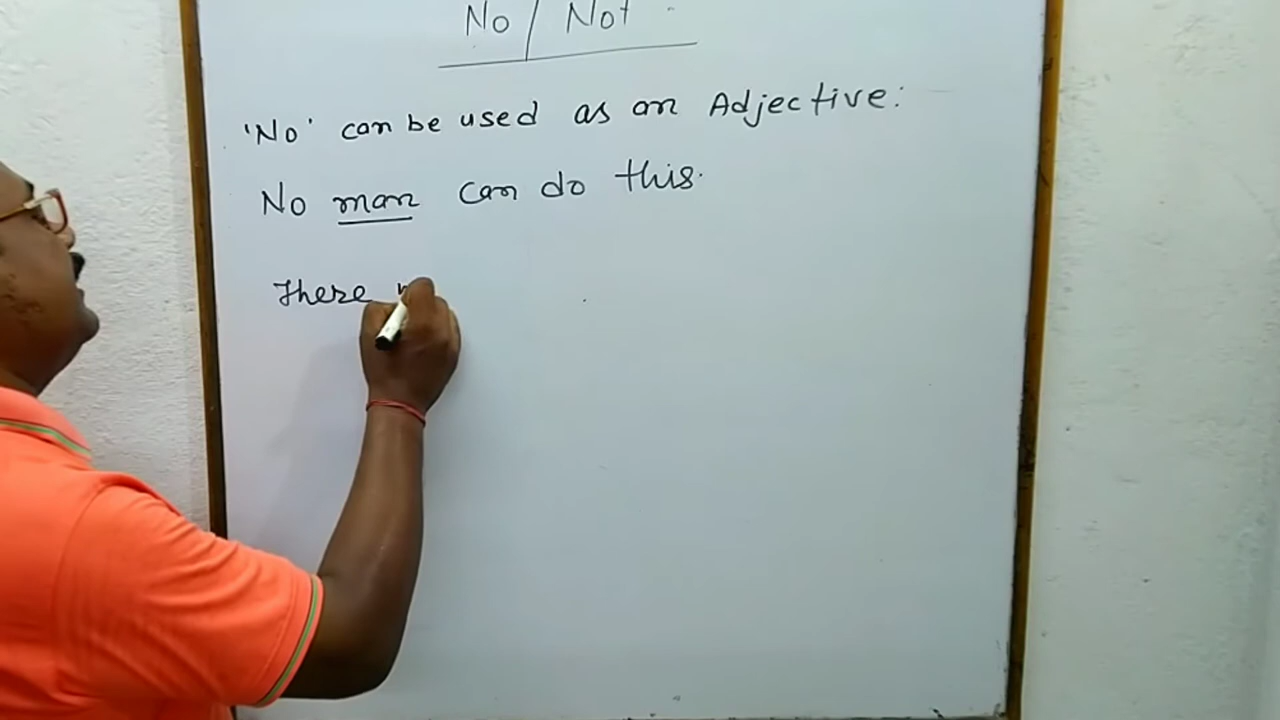 No / Not
'No' can be used as an Adjective:
No man can do this.
There